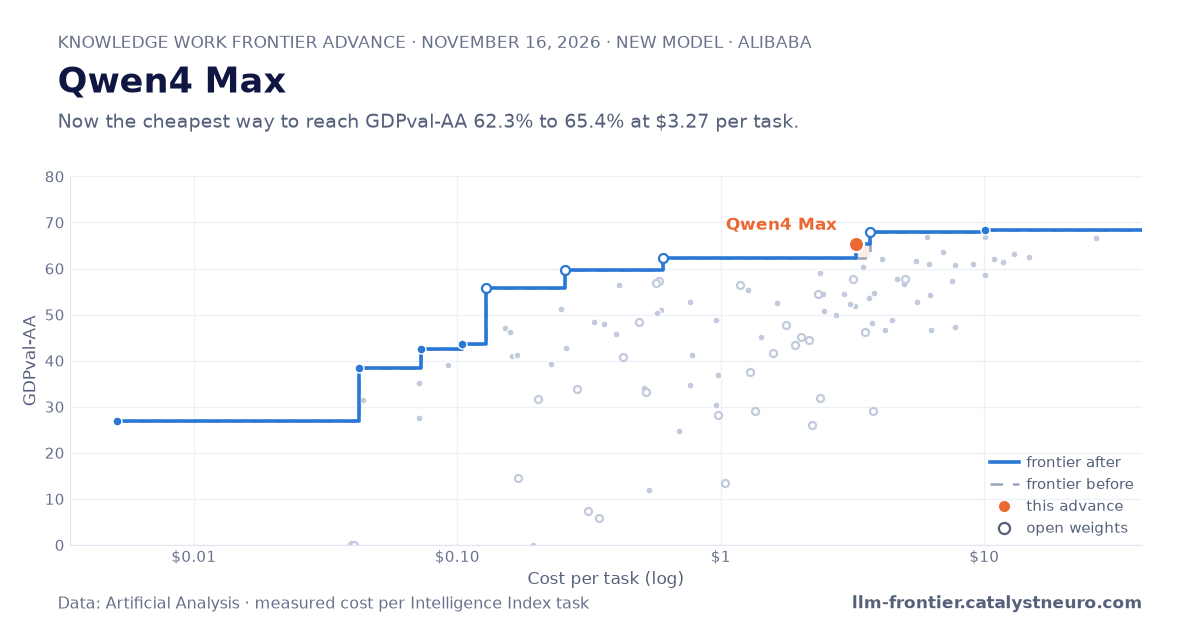 KNOWLEDGE WORK FRONTIER ADVANCE · NOVEMBER 16, 2026 · NEW MODEL · ALIBABA
Qwen4 Max
Now the cheapest way to reach GDPval-AA 62.3% to 65.4% at $3.27 per task.
80
70
60
50
40
30
20
10
0
GDPval-AA
Qwen4 Max
frontier after
frontier before
this advance
open weights
$0.01
$0.10
$1
$10
Cost per task (log)
Data: Artificial Analysis · measured cost per Intelligence Index task
llm-frontier.catalystneuro.com